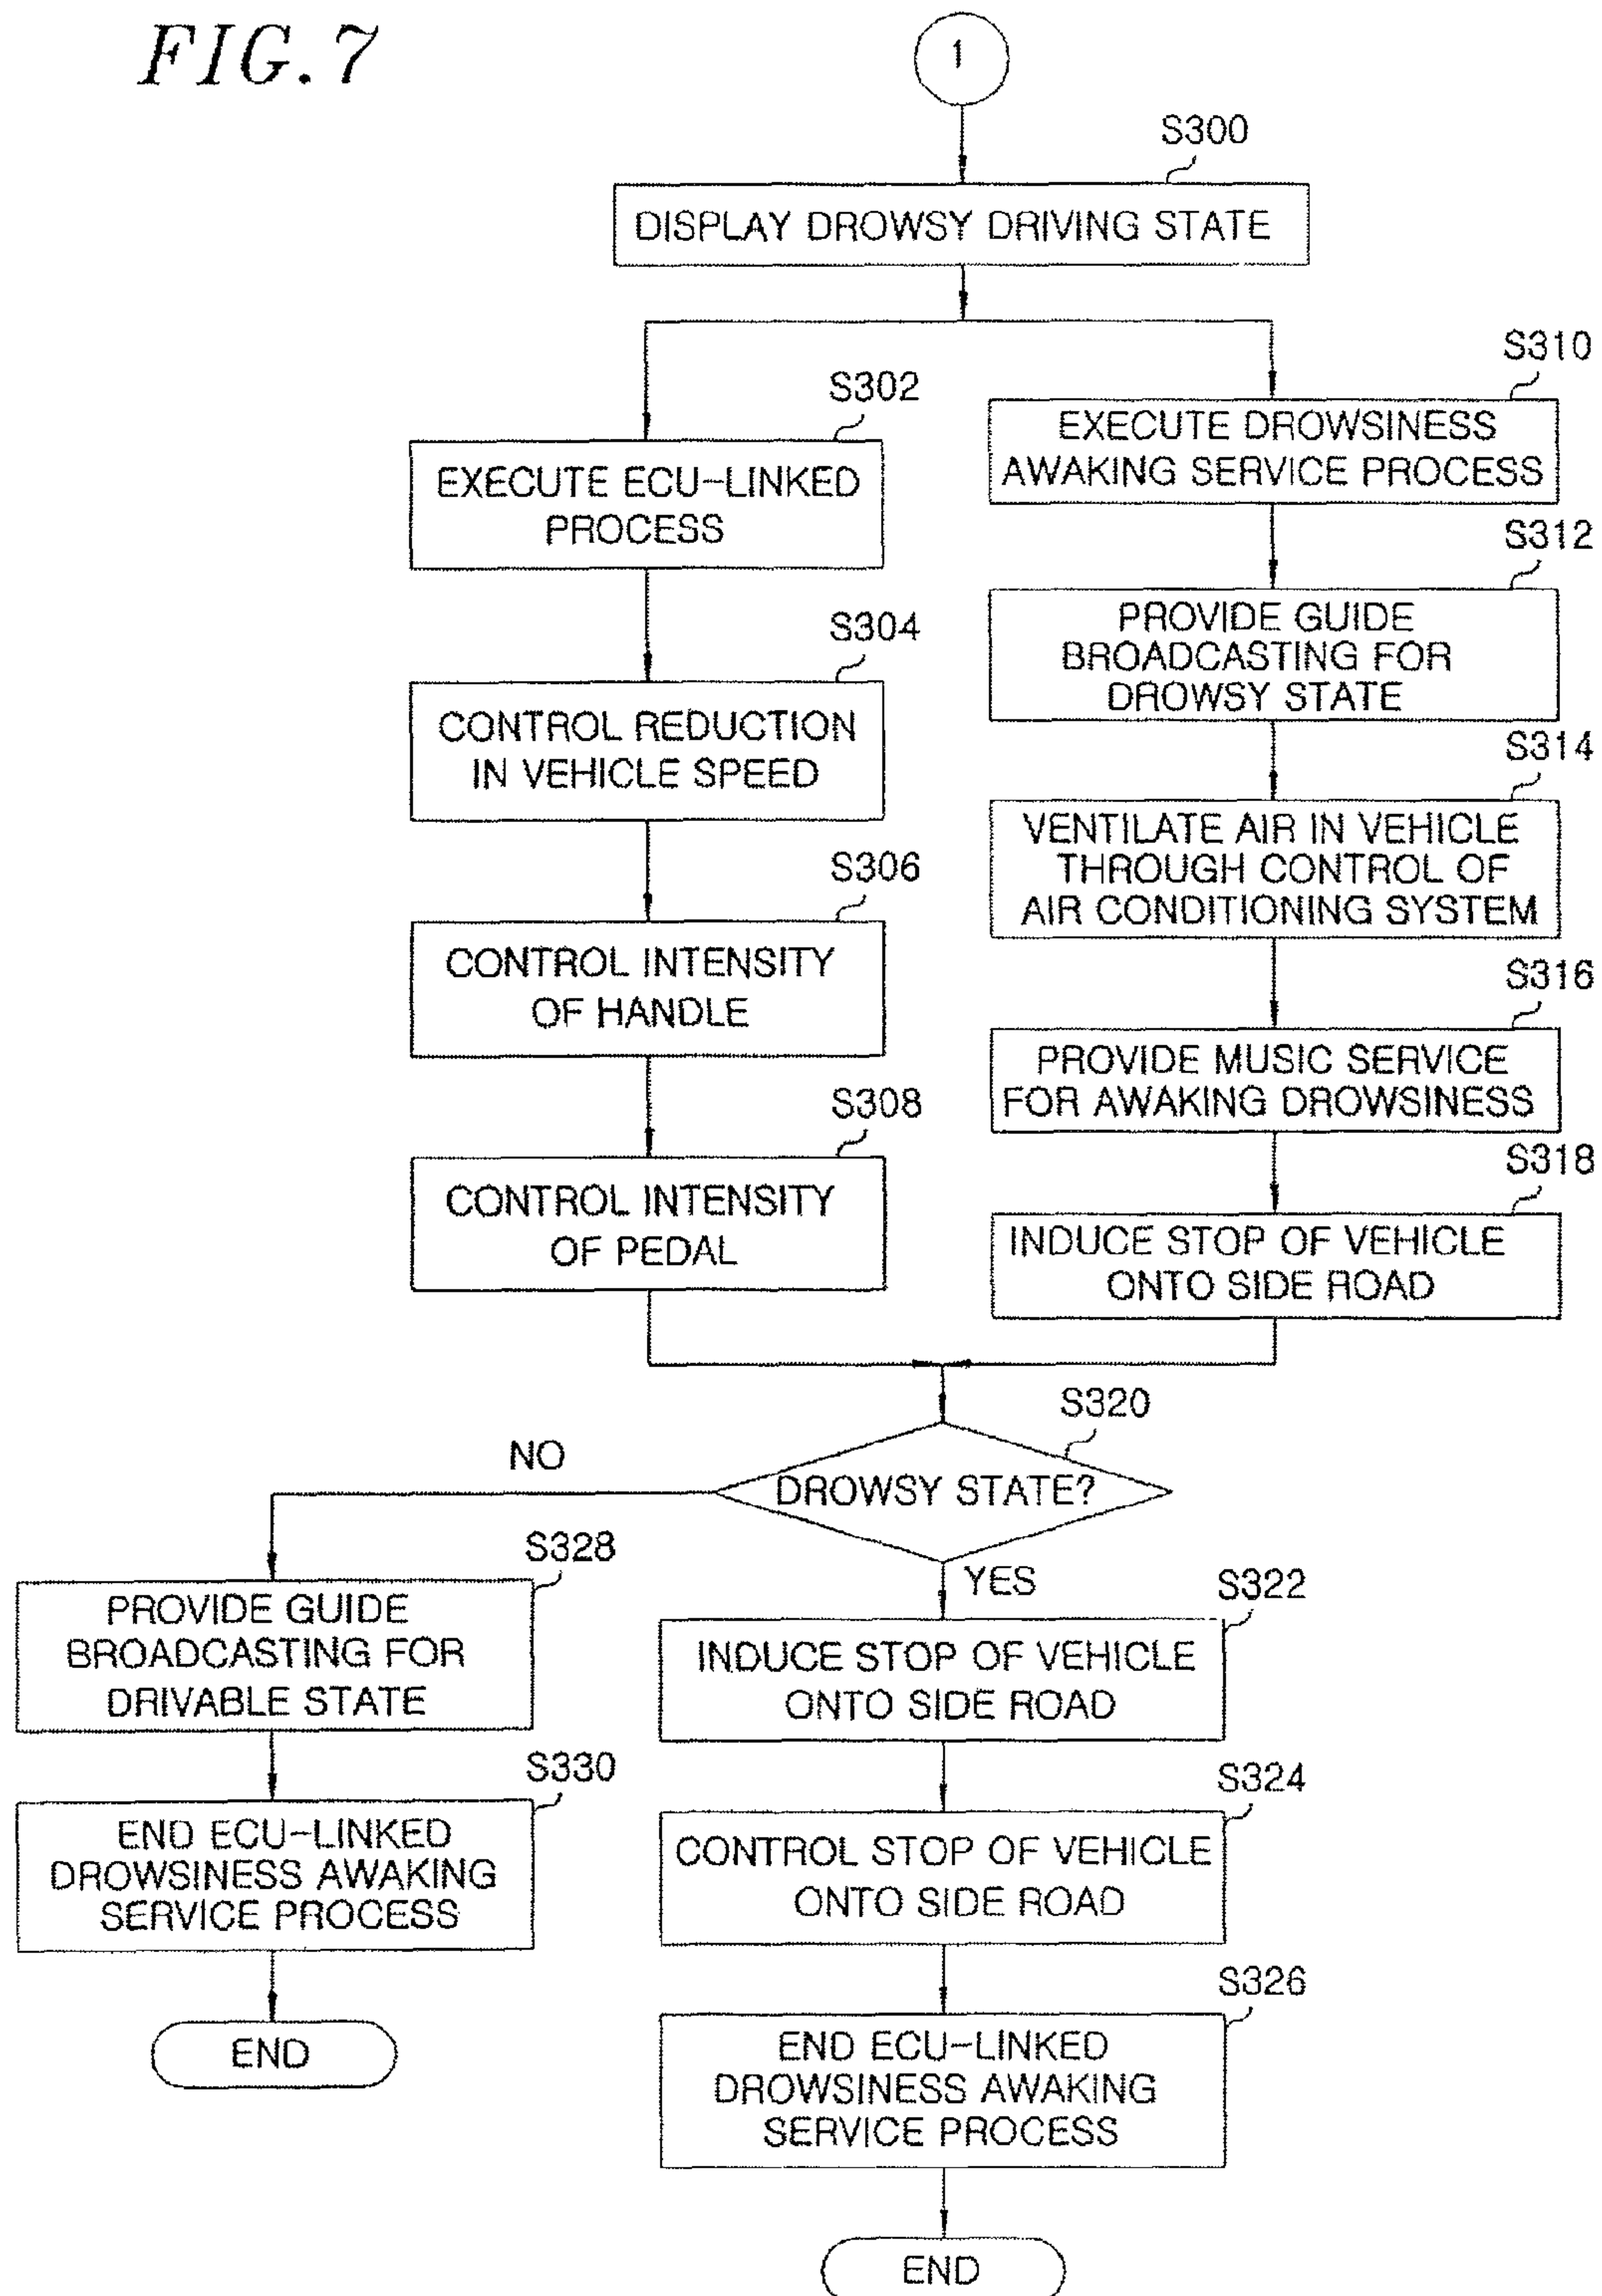 FIG. 7
1
S300
DISPLAY DROWSY DRIVING STATE
S302
EXECUTE ECU-LINKED
PROCESS
S304
CONTROL REDUCTION
IN VEHICLE SPEED
S306
CONTROL INTENSITY
OF HANDLE
S308
CONTROL INTENSITY
OF PEDAL
S310
EXECUTE DROWSINESS
AWAKING SERVICE PROCESS
S312
PROVIDE GUIDE
BROADCASTING FOR
DROWSY STATE
S314
VENTILATE AIR IN VEHICLE
THROUGH CONTROL OF
AIR CONDITIONING SYSTEM
S316
PROVIDE MUSIC SERVICE
FOR AWAKING DROWSINESS
S318
INDUCE STOP OF VEHICLE
ONTO SIDE ROAD
S320
DROWSY STATE?
NO
S328
PROVIDE GUIDE
BROADCASTING FOR
DRIVABLE STATE
S330
END ECU-LINKED
DROWSINESS AWAKING
SERVICE PROCESS
END
YES
S322
INDUCE STOP OF VEHICLE
ONTO SIDE ROAD
S324
CONTROL STOP OF VEHICLE
ONTO SIDE ROAD
S326
END ECU-LINKED
DROWSINESS AWAKING
SERVICE PROCESS
END